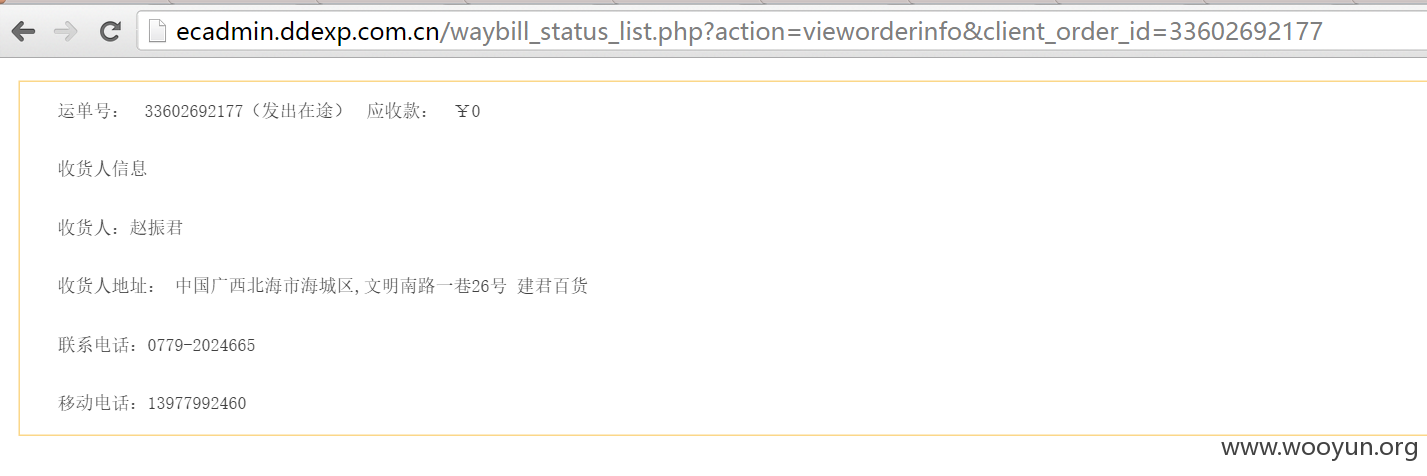 ecadmin.ddexp.com.cn/waybill_status_list.php?action=vieworderinfo&client_order_id=33602692177
运单号： 33602692177（发出在途） 应收款： ￥0
收货人信息
收货人：赵振君
收货人地址： 中国广西北海市海城区,文明南路一巷26号 建君百货
联系电话：0779-2024665
移动电话：13977992460
www.wooyun.org